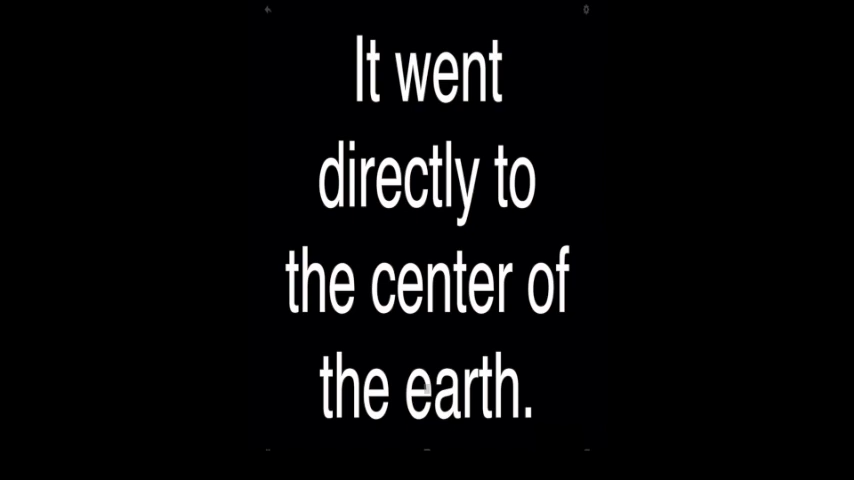 It went
directly to
the center of
the earth.